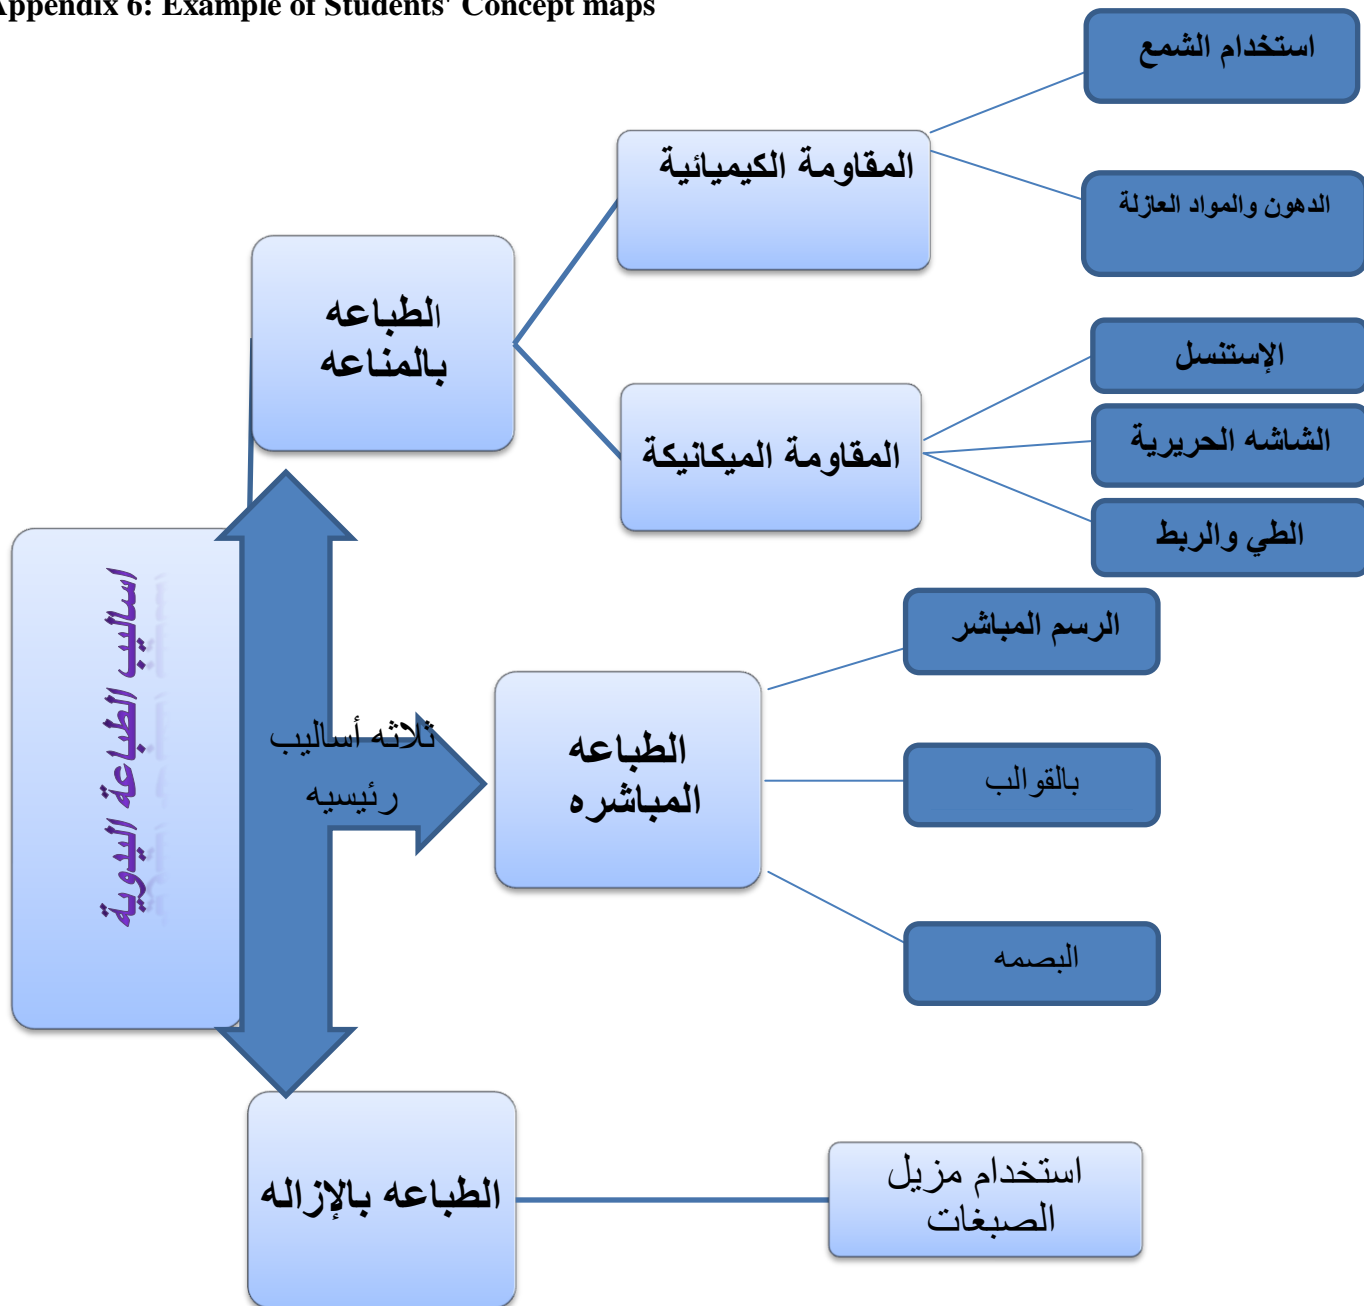 Appendix 6: Example of Students' Concept maps
استخدام الشمع
المقاومة الكيميائية
الدهون والمواد العازلة
الطباعه
بالمناعه
الإستنسل
الشاشه الحريرية
المقاومة الميكانيكة
الطي والربط
اساليب الطباعة اليدوية
ثلاثه أساليب
رئيسيه
الرسم المباشر
الطباعه
المباشره
بالقوالب
البصمه
الطباعه بالإزاله
استخدام مزيل
الصبغات